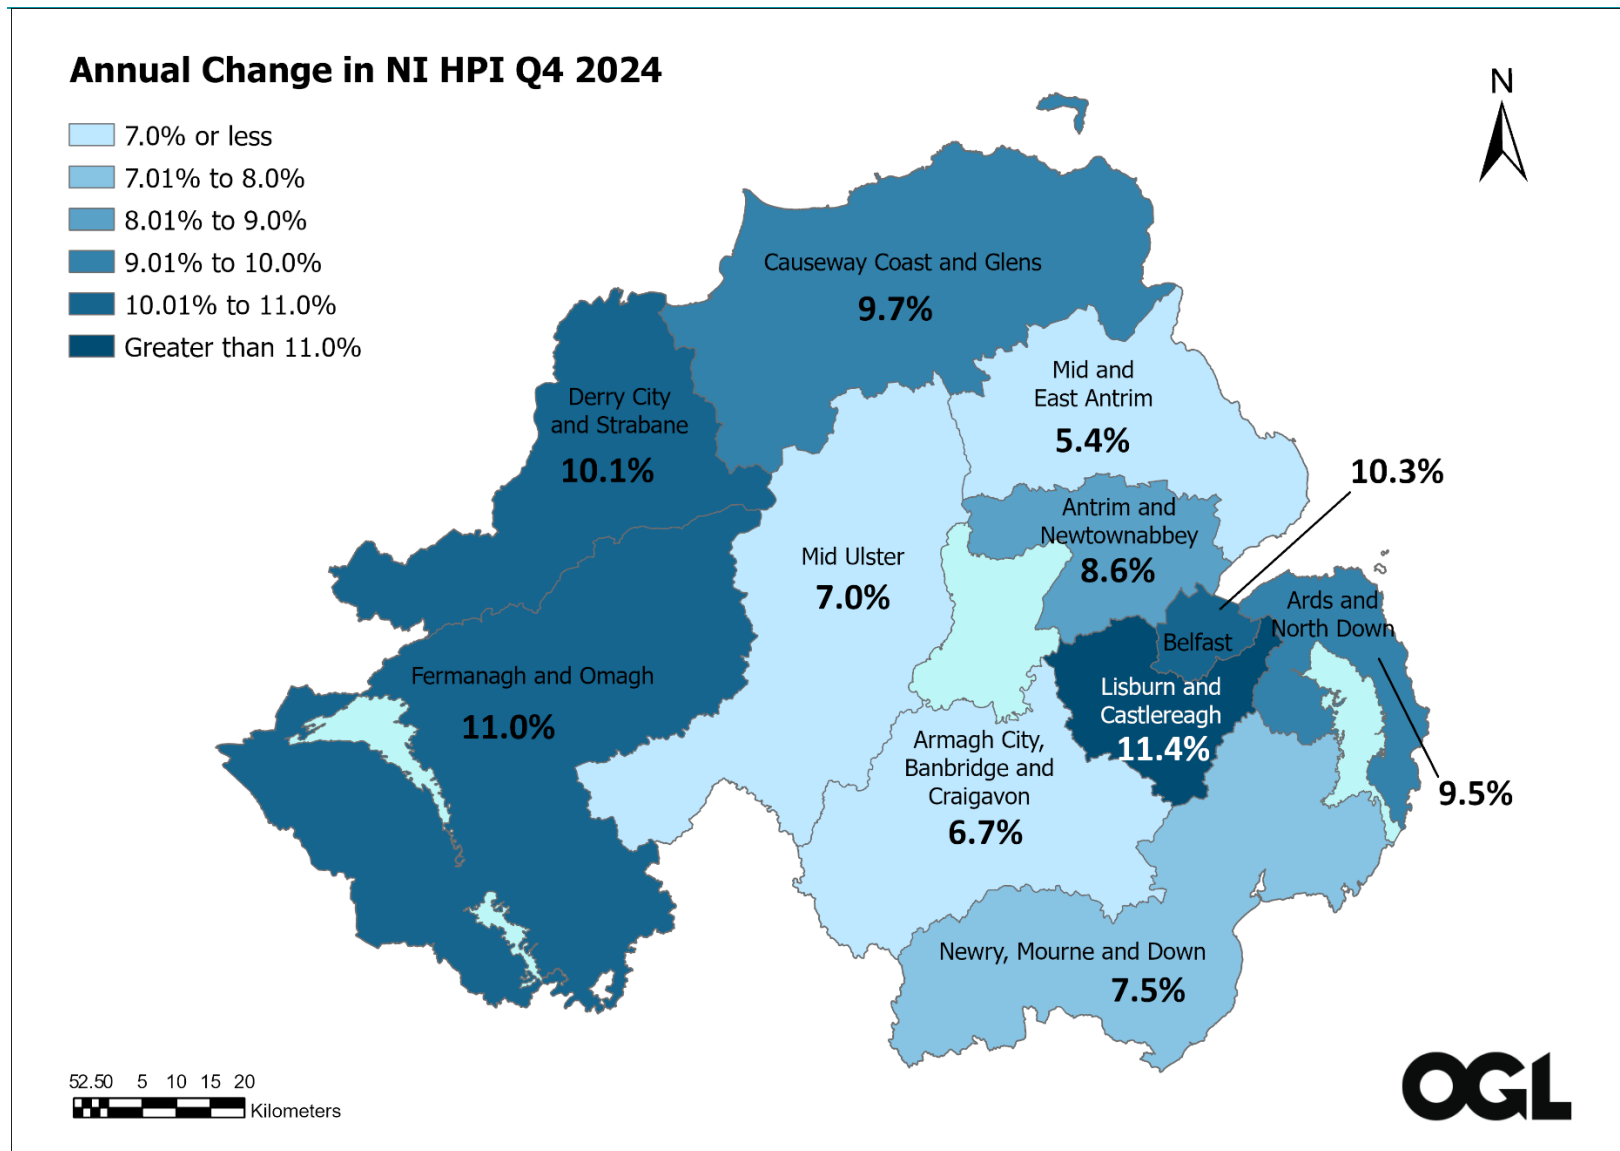 Annual Change in NI HPI Q4 2024
7.0% or less
7.01% to 8.0%
8.01% to 9.0%
9.01% to 10.0%
10.01% to 11.0%
Greater than 11.0%
N
Causeway Coast and Glens
9.7%
Derry City
and Strabane
10.1%
Mid and
East Antrim
5.4%
10.3%
Antrim and
Newtownabbey
8.6%
Mid Ulster
7.0%
Ards and
North Down
Belfast
Fermanagh and Omagh
11.0%
Lisburn and
Castlereagh
11.4%
Armagh City,
Banbridge and
Craigavon
6.7%
9.5%
Newry, Mourne and Down
7.5%
52.50 5 10 15 20
Kilometers
OGL